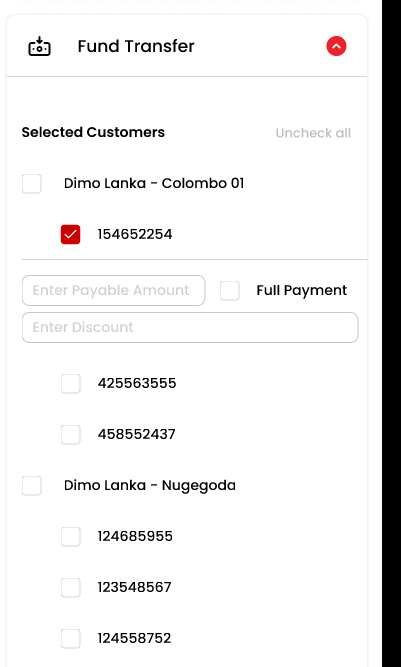 Fund Transfer
Selected Customers Uncheck all
Dimo Lanka - Colombo 01
154652254
Enter Payable Amount Full Payment
Enter Discount
425563555
458552437
Dimo Lanka - Nugegoda
124685955
123548567
124558752